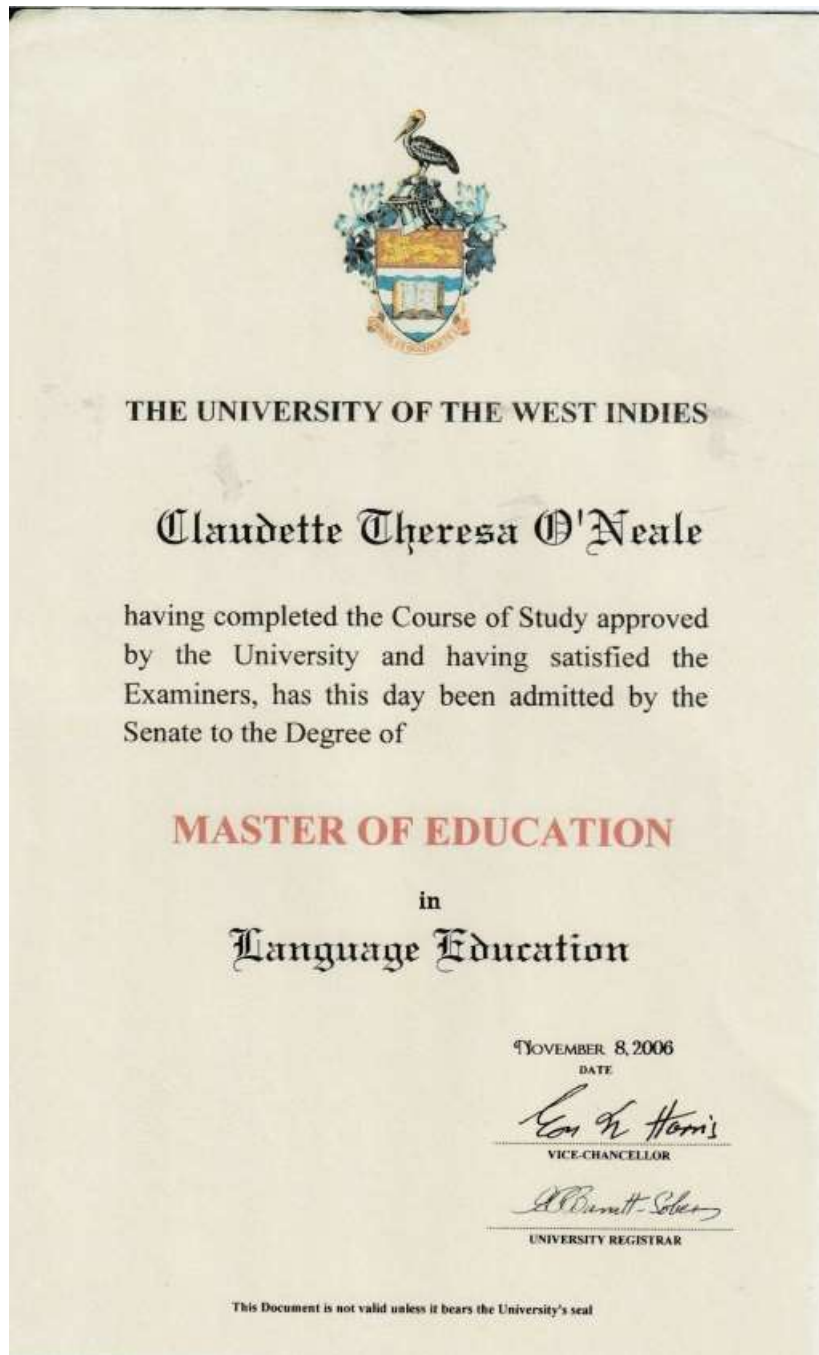 THE UNIVERSITY OF THE WEST INDIES
Claudette Theresa O'Neale
having completed the Course of Study approved
by the University and having satisfied the
Examiners, has this day been admitted by the
Senate to the Degree of
MASTER OF EDUCATION
in
Language Education
NOVEMBER 8, 2006
DATE
Harris
VICE-CHANCELLOR
UNIVERSITY REGISTRAR
This Document is not valid unless it bears the University's seal